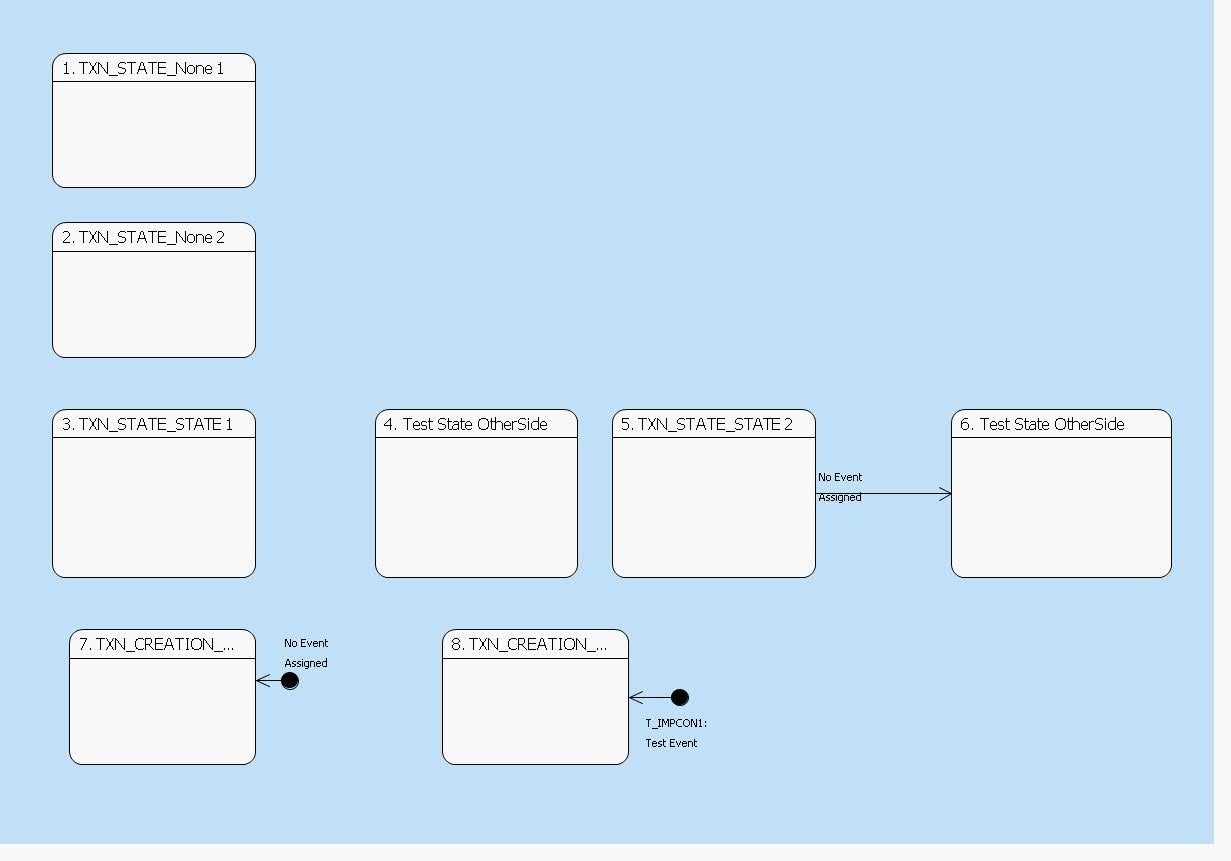 1. TXN_STATE_None 1
2. TXN_STATE_None 2
3. TXN_STATE_STATE 1
4. Test State OtherSide
5. TXN_STATE_STATE 2
6. Test State OtherSide
No Event
Assigned
7. TXN_CREATION_...
No Event
Assigned
8. TXN_CREATION_...
T_IMPCON1:
Test Event